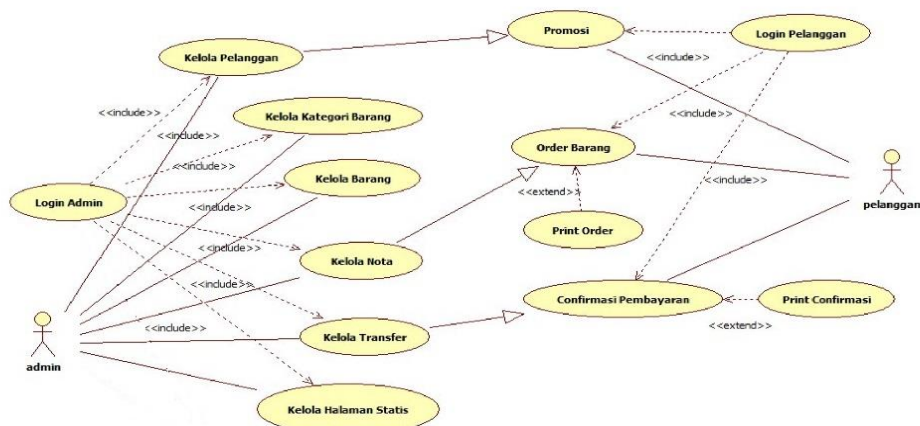 Promosi
Login Pelanggan
Kelola Pelanggan
<<include>>
<<include>>
<<include>>
Kelola Kategori Barang
<<include>>
<<include>>
Order Barang
Kelola Barang
<<include>>
pelanggan
Login Admin
<<extend>>
<<include>>
Print Order
Kelola Nota
<<include>>
<<include>>
Confirmasi Pembayaran
Print Confirmasi
<<include>>
<<extend>>
Kelola Transfer
admin
Kelola Halaman Statis